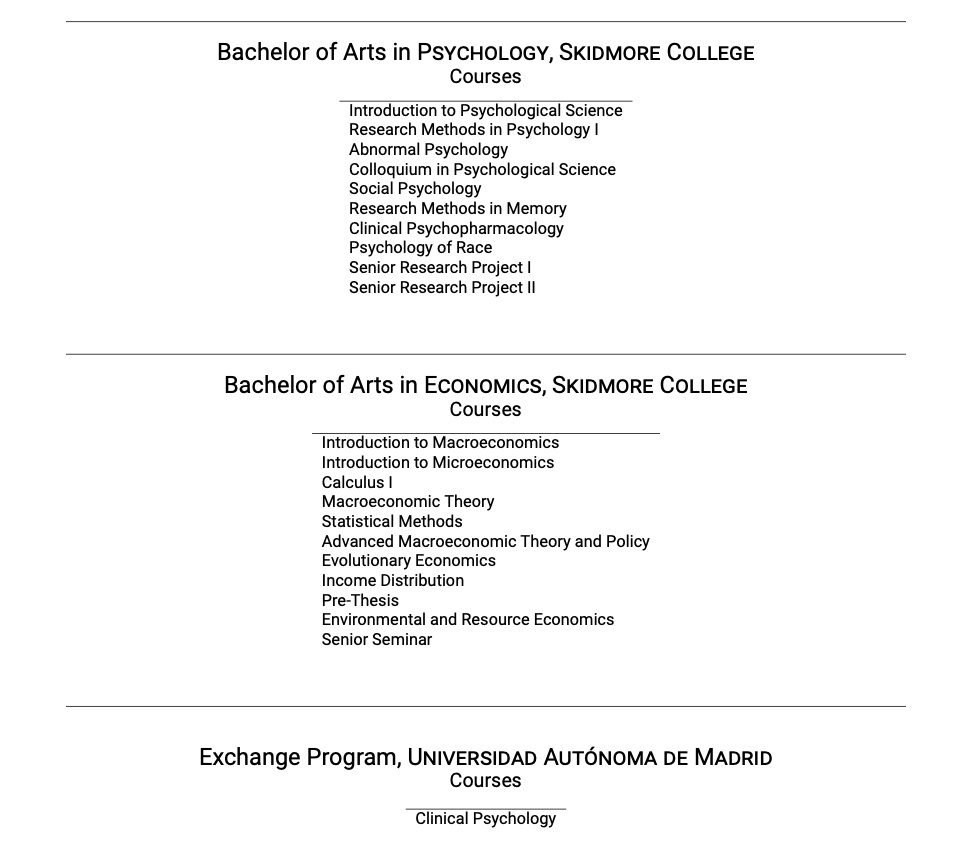 Bachelor of Arts in PSYCHOLOGY, SKIDMORE COLLEGE
Courses
Introduction to Psychological Science
Research Methods in Psychology I
Abnormal Psychology
Colloquium in Psychological Science
Social Psychology
Research Methods in Memory
Clinical Psychopharmacology
Psychology of Race
Senior Research Project I
Senior Research Project II
Bachelor of Arts in ECONOMICS, SKIDMORE COLLEGE
Courses
Introduction to Macroeconomics
Introduction to Microeconomics
Calculus I
Macroeconomic Theory
Statistical Methods
Advanced Macroeconomic Theory and Policy
Evolutionary Economics
Income Distribution
Pre-Thesis
Environmental and Resource Economics
Senior Seminar
Exchange Program, UNIVERSIDAD AUTÓNOMA DE MADRID
Courses
Clinical Psychology